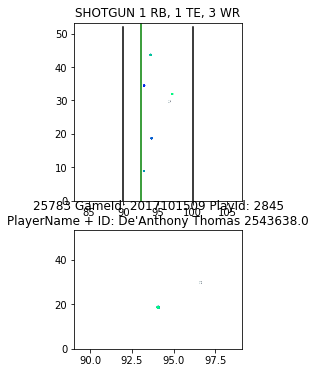 SHOTGUN 1 RB, 1 TE, 3 WR
50
40
30
20
10
0
85 90 95 100 105
25783 GameId: 2017101509 PlayId: 2845
PlayerName + ID: De'Anthony Thomas 2543638.0
40
20
0
90.0 92.5 95.0 97.5